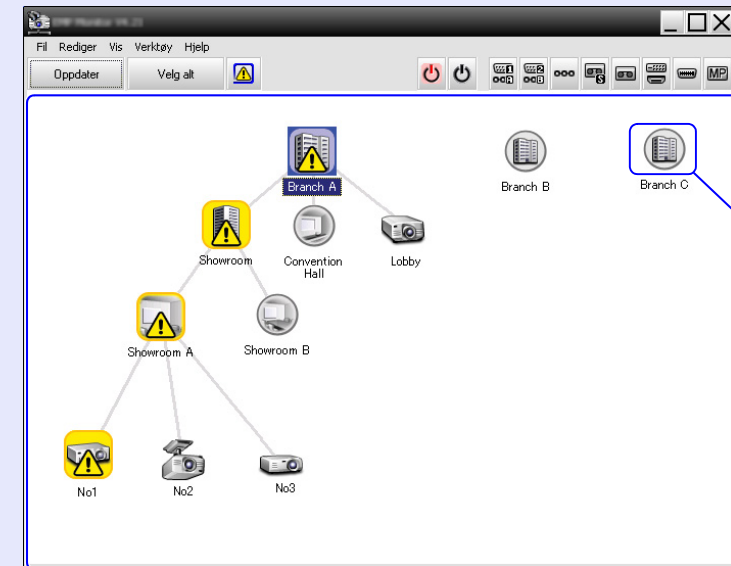 Fil Rediger Vis Verktøy Hjelp
Oppdater Velg alt
MP
Branch A
Branch B
Branch C
Showroom
Convention
Hall
Lobby
Showroom A
Showroom B
No1
No2
No3